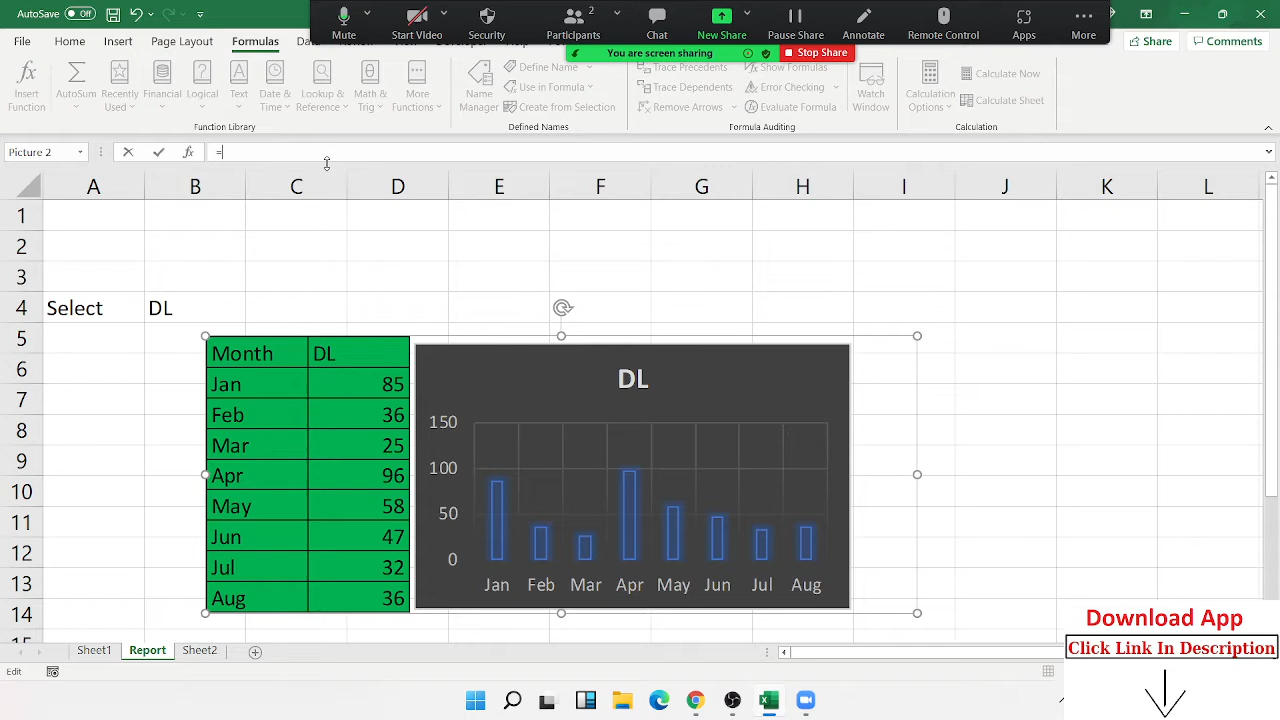 AutoSave Off
2
Mute Start Video Security Participants Chat New Share Pause Share Annotate Remote Control More
You are screen sharing Stop Share
File Home Insert Page Layout Formulas
Share Comments
Insert Function
AutoSum Recently Used Financial Logical Text Date & Time Lookup & Reference Math & Trig More Functions
Name Manager
Define Name
Use in Formula
Create from Selection
Trace Precedents
Trace Dependents
Remove Arrows
Show Formulas
Error Checking
Evaluate Formula
Watch Window
Calculation Options
Calculate Now
Calculate Sheet
Function Library Defined Names Formula Auditing Calculation
Picture 2 fx =
A B C D E F G H I J K L
1
2
3
4 Select DL
5 Month DL
6 Jan 85
7 Feb 36
8 Mar 25
9 Apr 96
10 May 58
11 Jun 47
12 Jul 32
13 Aug 36
14
DL
150
100
50
0
Jan Feb Mar Apr May Jun Jul Aug
Sheet1 Report Sheet2
Edit
Download App
Click Link In Description